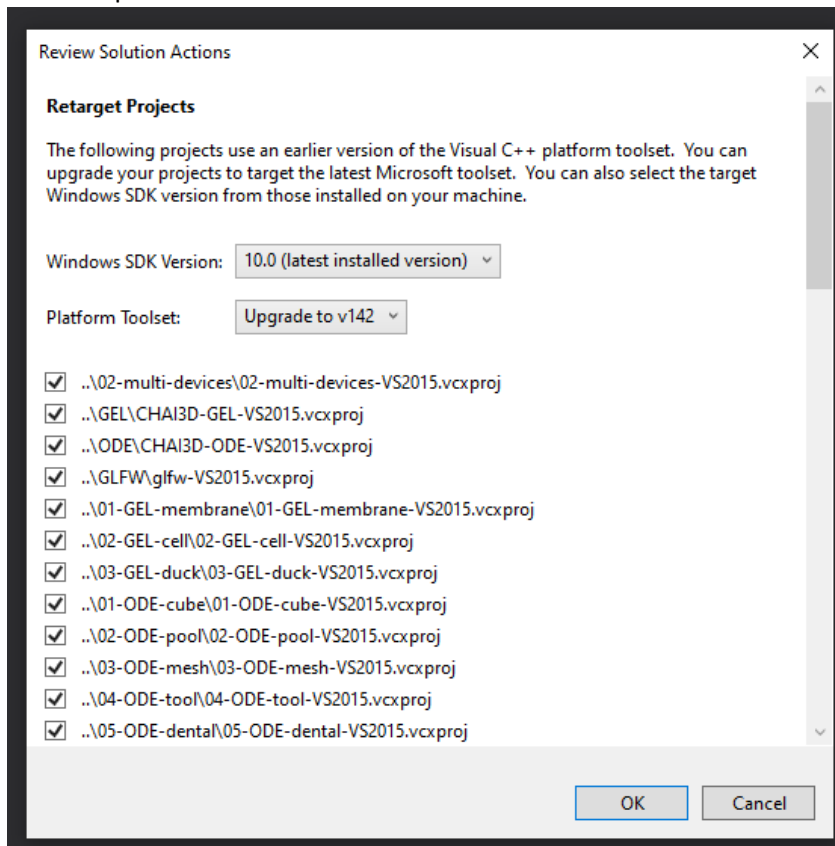 Review Solution Actions
Retarget Projects
The following projects use an earlier version of the Visual C++ platform toolset. You can
upgrade your projects to target the latest Microsoft toolset. You can also select the target
Windows SDK version from those installed on your machine.
Windows SDK Version: 10.0 (latest installed version)
Platform Toolset: Upgrade to v142
..\02-multi-devices\02-multi-devices-VS2015.vcxproj
..\GEL\CHAI3D-GEL-VS2015.vcxproj
..\ODE\CHAI3D-ODE-VS2015.vcxproj
..\GLFW\glfw-VS2015.vcxproj
..\01-GEL-membrane\01-GEL-membrane-VS2015.vcxproj
..\02-GEL-cell\02-GEL-cell-VS2015.vcxproj
..\03-GEL-duck\03-GEL-duck-VS2015.vcxproj
..\01-ODE-cube\01-ODE-cube-VS2015.vcxproj
..\02-ODE-pool\02-ODE-pool-VS2015.vcxproj
..\03-ODE-mesh\03-ODE-mesh-VS2015.vcxproj
..\04-ODE-tool\04-ODE-tool-VS2015.vcxproj
..\05-ODE-dental\05-ODE-dental-VS2015.vcxproj
OK Cancel